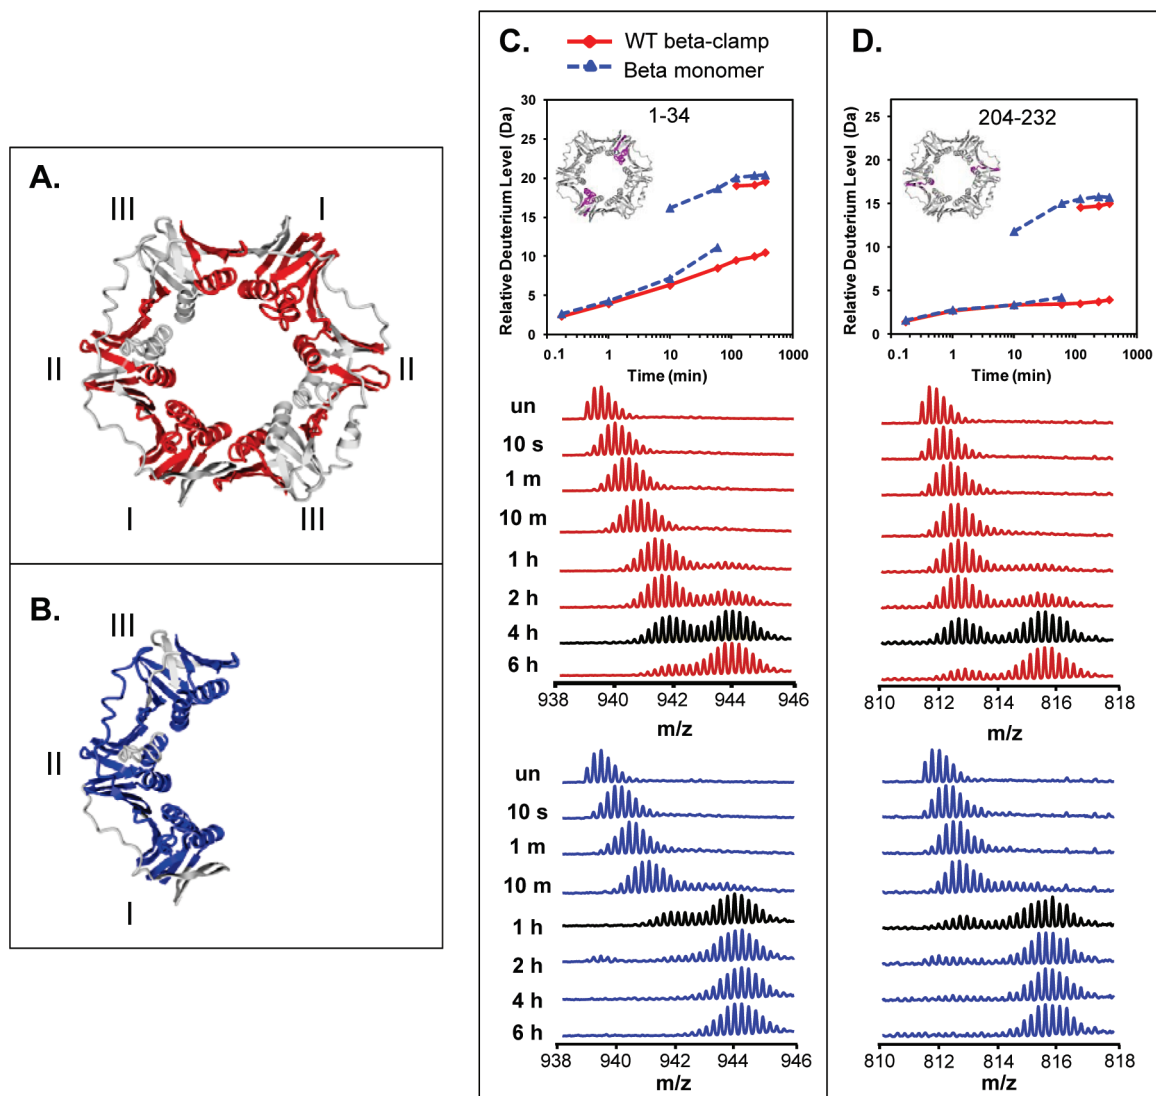 A.
III
I
II
II
I
III
B.
III
II
I
C.
WT beta-clamp
Beta monomer
Relative Deuterium Level (Da)
30
25
20
15
10
5
0
1-34
0.1 1 10 100 1000
Time (min)
un
10 s
1 m
10 m
1 h
2 h
4 h
6 h
938 940 942 944 946
m/z
un
10 s
1 m
10 m
1 h
2 h
4 h
6 h
938 940 942 944 946
m/z
D.
Relative Deuterium Level (Da)
25
20
15
10
5
0
204-232
0.1 1 10 100 1000
Time (min)
810 812 814 816 818
m/z
810 812 814 816 818
m/z